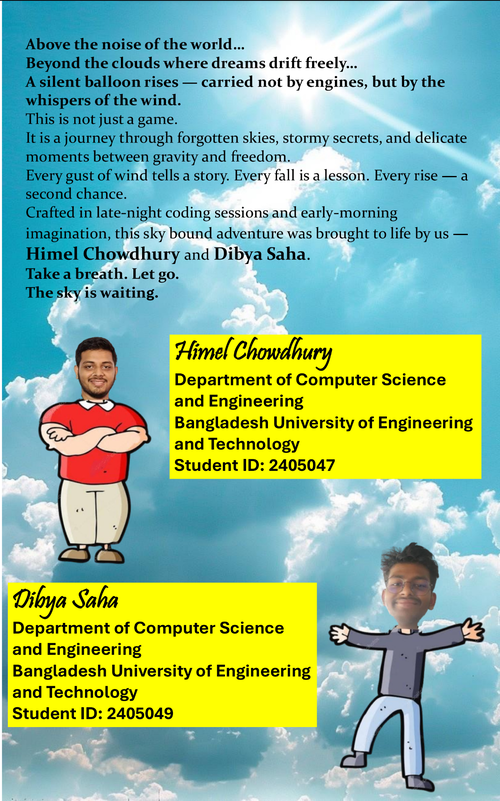 Above the noise of the world...
Beyond the clouds where dreams drift freely...
A silent balloon rises — carried not by engines, but by the
whispers of the wind.
This is not just a game.
It is a journey through forgotten skies, stormy secrets, and delicate
moments between gravity and freedom.
Every gust of wind tells a story. Every fall is a lesson. Every rise — a
second chance.
Crafted in late-night coding sessions and early-morning
imagination, this sky bound adventure was brought to life by us —
Himel Chowdhury and Dibya Saha.
Take a breath. Let go.
The sky is waiting.
Himel Chowdhury
Department of Computer Science
and Engineering
Bangladesh University of Engineering
and Technology
Student ID: 2405047
Dibya Saha
Department of Computer Science
and Engineering
Bangladesh University of Engineering
and Technology
Student ID: 2405049